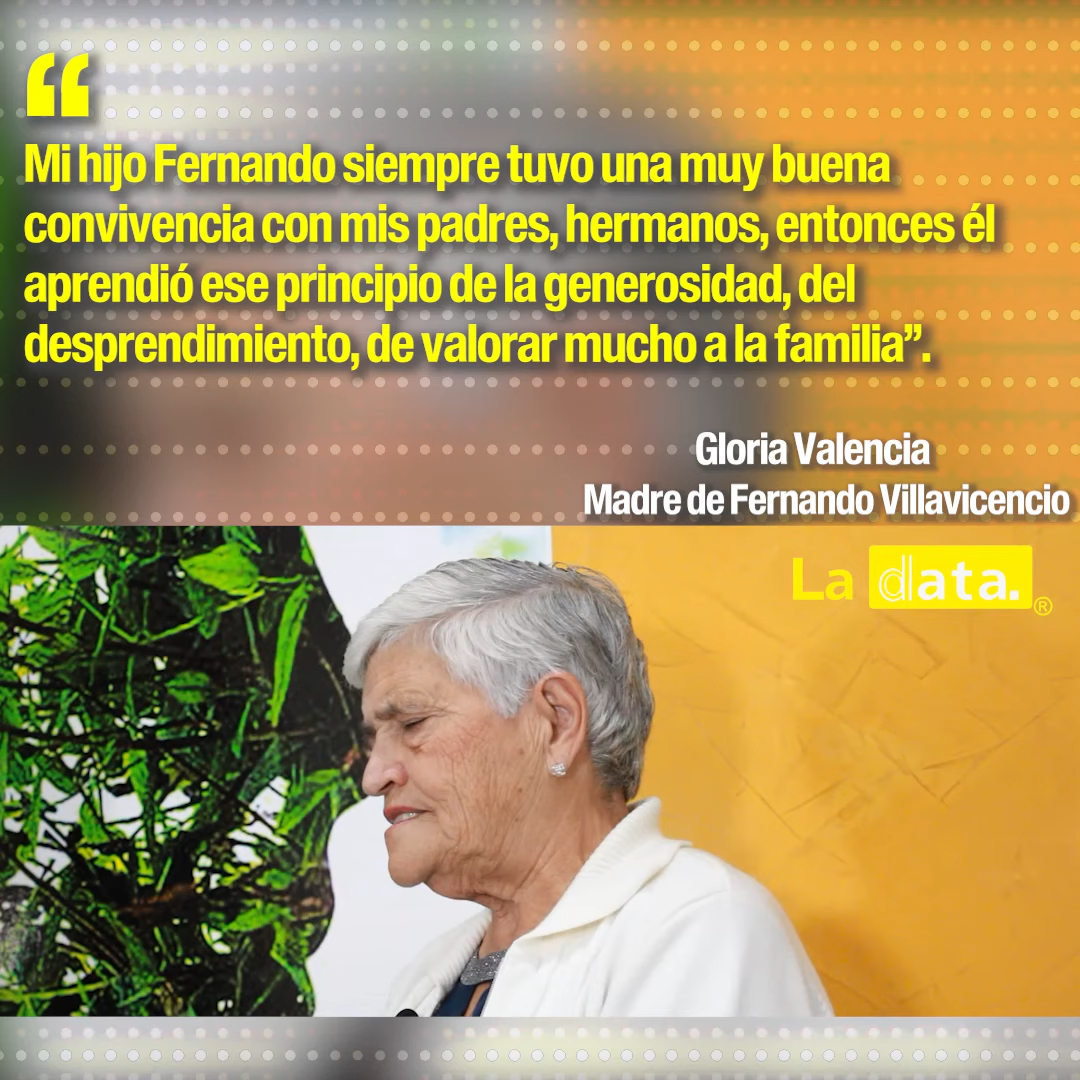 “
Mi hijo Fernando siempre tuvo una muy buena
convivencia con mis padres, hermanos, entonces él
aprendió ese principio de la generosidad, del
desprendimiento, de valorar mucho a la familia”.
Gloria Valencia
Madre de Fernando Villavicencio
La data.®